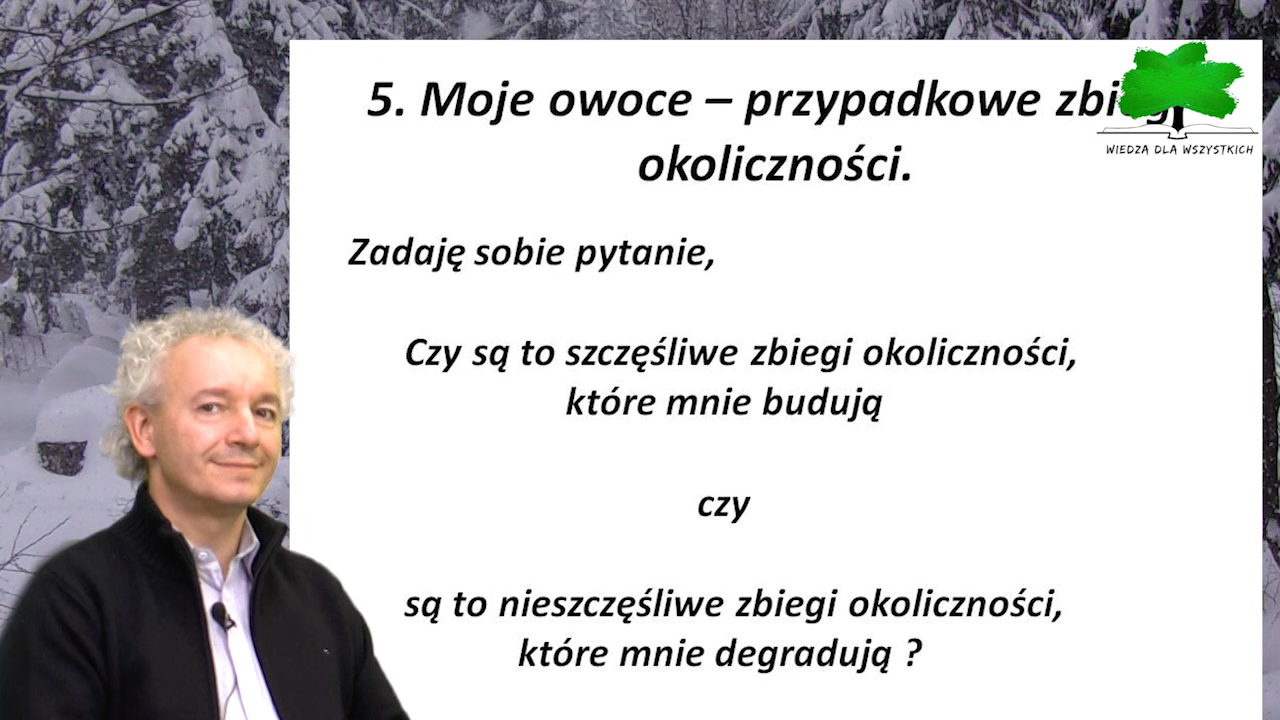 5. Moje owoce – przypadkowe zbiegi
okoliczności.
WIEDZA DLA WSZYSTKICH
Zadaję sobie pytanie,
Czy są to szczęśliwe zbiegi okoliczności,
które mnie budują
czy
są to nieszczęśliwe zbiegi okoliczności,
które mnie degradują ?